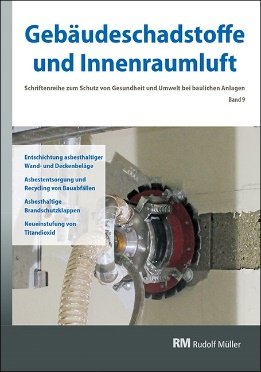 Gebäudeschadstoffe
und Innenraumluft
Schriftenreihe zum Schutz von Gesundheit und Umwelt bei baulichen Anlagen
Band 9
Entschichtung asbesthaltiger
Wand- und Deckenbeläge
Asbestentsorgung und
Recycling von Bauabfällen
Asbesthaltige
Brandschutzklappen
Neueinstufung von
Titandioxid
RM Rudolf Müller